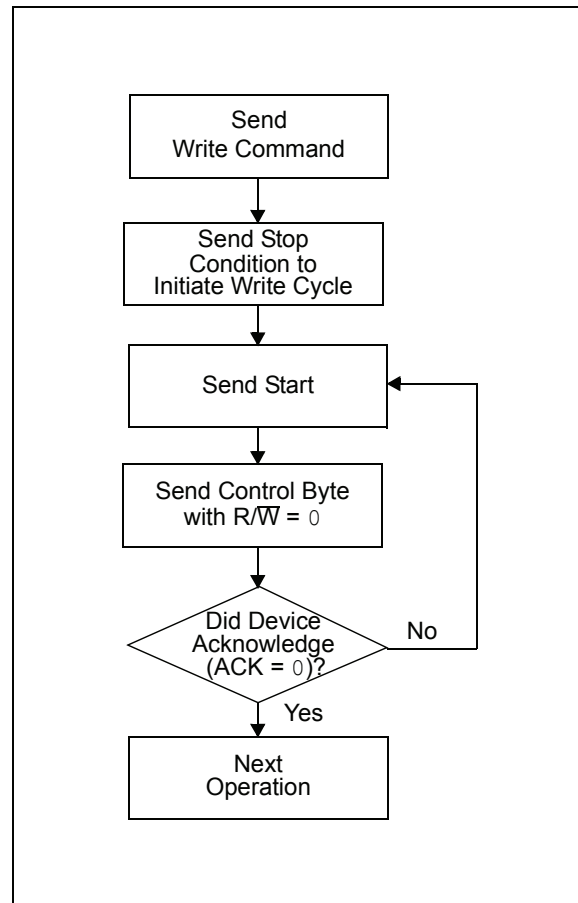 Send
Write Command
Send Stop
Condition to
Initiate Write Cycle
Send Start
Send Control Byte
with R/W̅ = 0
Did Device
Acknowledge
(ACK = 0)?
No
Yes
Next
Operation